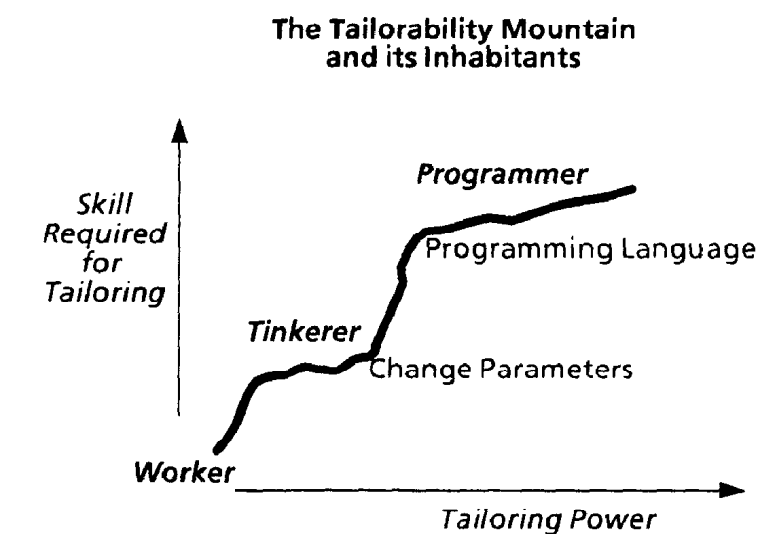 The Tailorability Mountain
and its Inhabitants
Programmer
Skill
Required
for
Tailoring
Programming Language
Tinkerer
Change Parameters
Worker
Tailoring Power